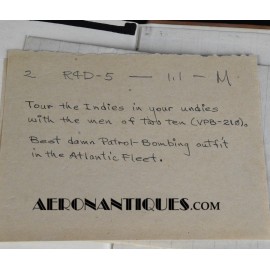 2 R4D-5 — 1:1 - M
Tour the Indies in your undies
with the men of Tab's ten (VPB-210).
Best damn Patrol-Bombing outfit
in the Atlantic Fleet.
AERONANTIQUES.COM